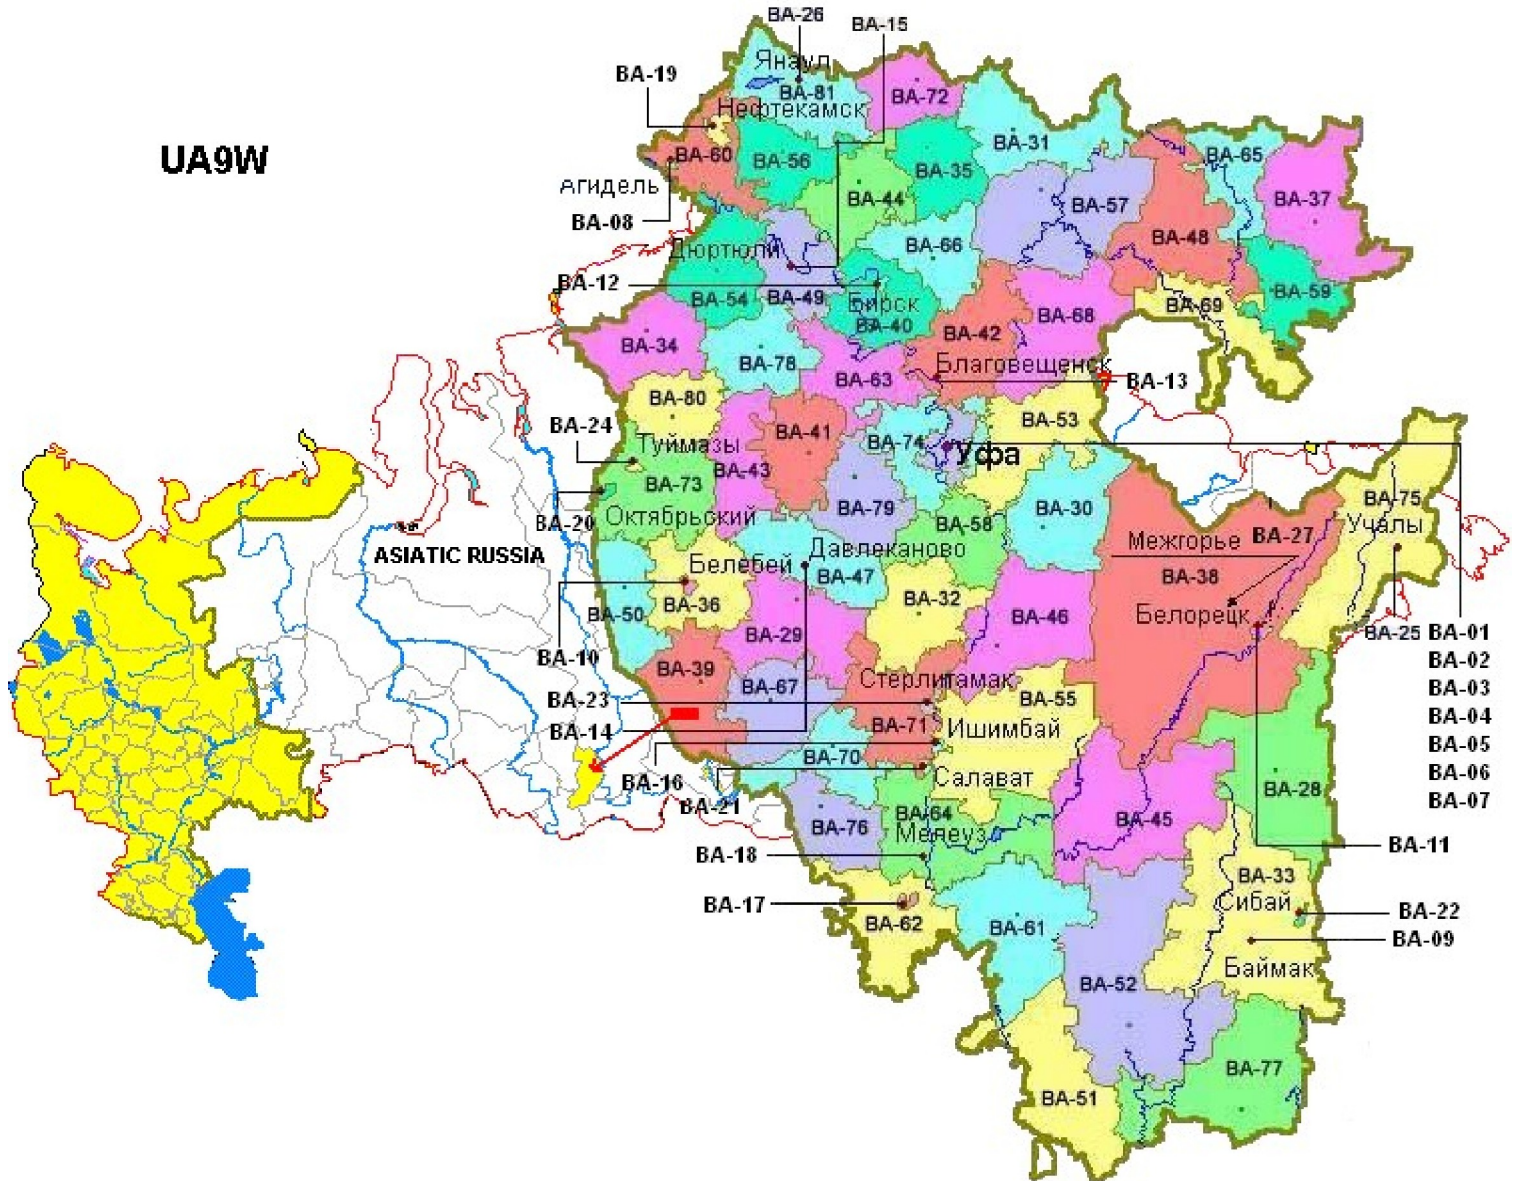 BA-26
BA-15
Янаул
BA-19
BA-81
BA-72
Нефтекамск
UA9W
BA-60
BA-56
BA-31
BA-65
BA-35
Агидель
BA-44
BA-57
BA-37
BA-08
BA-66
BA-48
Дюртюли
BA-12
BA-54
BA-49
Бирск
BA-59
BA-69
BA-40
BA-42
BA-68
BA-34
BA-78
BA-63
Благовещенск
BA-13
BA-80
BA-53
BA-24
Туймазы
BA-41
BA-74
Уфа
BA-43
BA-73
BA-75
BA-79
BA-30
BA-20
Октябрьский
BA-58
Учалы
BA-27
Межгорье
ASIATIC RUSSIA
Давлеканово
Белебей
BA-47
BA-38
BA-50
BA-36
BA-32
BA-46
Белорецк
BA-29
BA-25
BA-01
BA-10
BA-02
BA-39
Стерлитамак
BA-67
BA-03
BA-23
BA-55
BA-04
BA-14
BA-71
Ишимбай
BA-05
BA-70
BA-06
BA-16
Салават
BA-28
BA-07
BA-21
BA-64
BA-76
Мелеуз
BA-45
BA-11
BA-18
BA-33
BA-17
Сибай
BA-22
BA-62
BA-61
BA-09
Баймак
BA-52
BA-77
BA-51